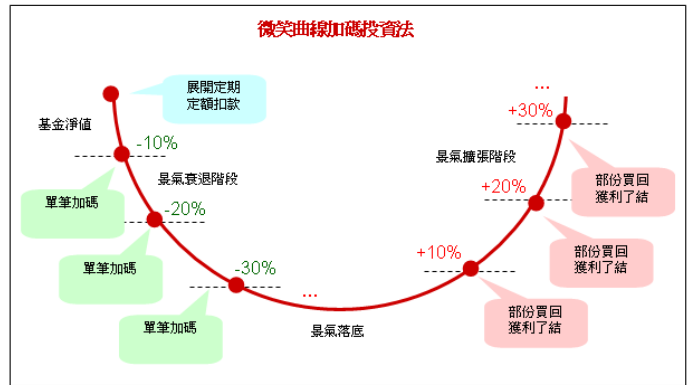 微笑曲線加碼投資法
展開定期
定額扣款
基金淨值
-10%
景氣衰退階段
單筆加碼
-20%
單筆加碼
-30%
單筆加碼
...
景氣落底
...
+30%
景氣擴張階段
部份買回
獲利了結
+20%
部份買回
獲利了結
+10%
部份買回
獲利了結